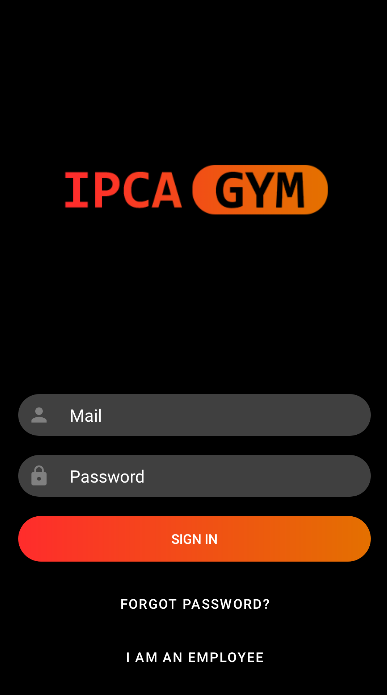 IPCA GYM
Mail
Password
SIGN IN
FORGOT PASSWORD?
I AM AN EMPLOYEE